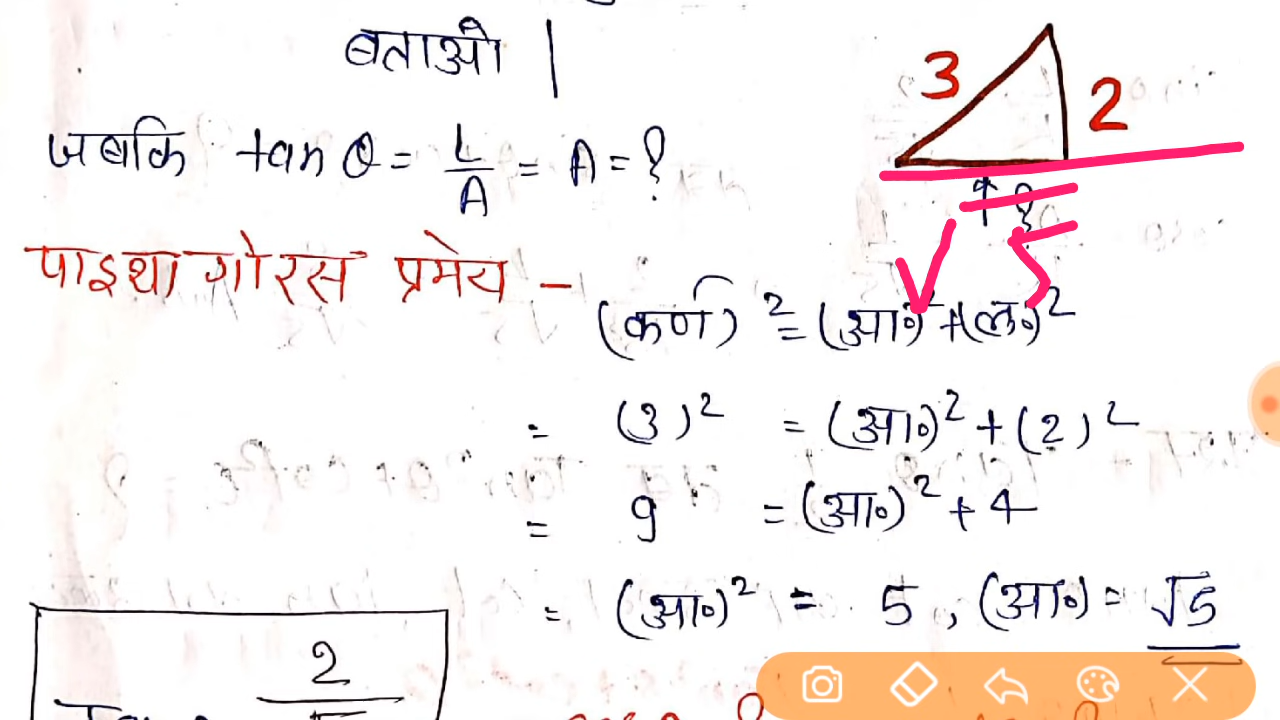 बताओ |
3
2
जबकि tan θ = L/A = A = ?
?
√5
पाइथागोरस प्रमेय -
(कर्ण)² = (आ०)² + (ल०)²
= (3)² = (आ०)² + (2)²
= 9 = (आ०)² + 4
= (आ०)² = 5, (आ०) = √5
2